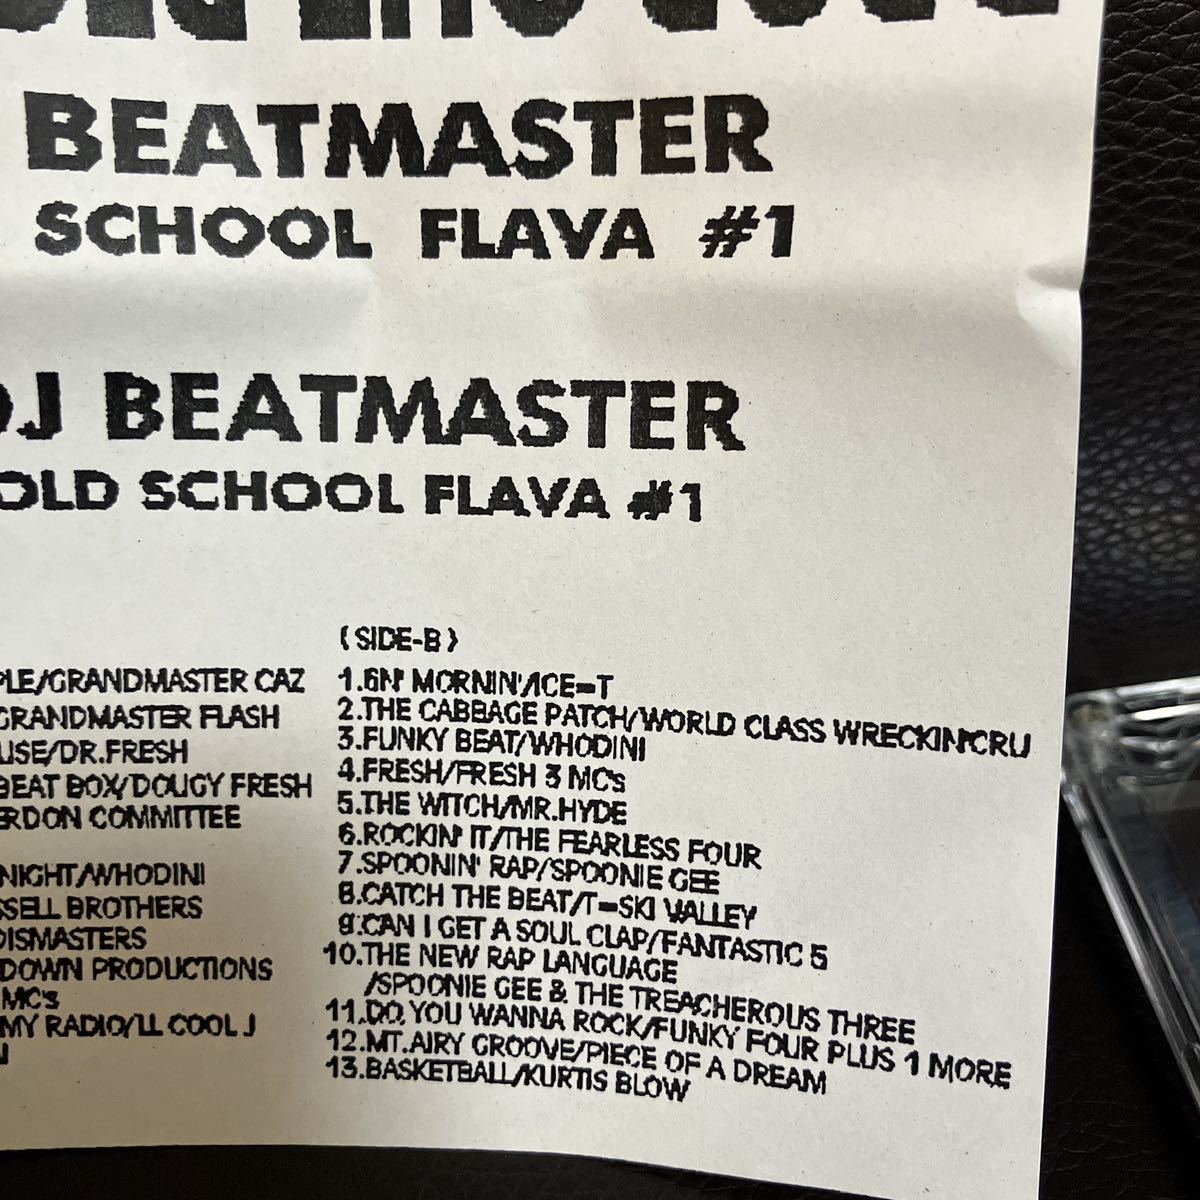 BEATMASTER
SCHOOL FLAVA #1
DJ BEATMASTER
OLD SCHOOL FLAVA #1
PLE/GRANDMASTER CAZ
GRANDMASTER FLASH
USE/DR.FRESH
BEAT BOX/DOUGY FRESH
ERDON COMMITTEE
NIGHT/WHODINI
SSELL BROTHERS
DISMASTERS
DOWN PRODUCTIONS
MC's
MY RADIO/LL COOL J
(SIDE-B)
1.6N' MORNIN'/ICE=T
2.THE CABBAGE PATCH/WORLD CLASS WRECKIN'CRU
3.FUNKY BEAT/WHODINI
4.FRESH/FRESH 3 MC's
5.THE WITCH/MR.HYDE
6.ROCKIN' IT/THE FEARLESS FOUR
7.SPOONIN' RAP/SPOONIE GEE
8.CATCH THE BEAT/T=SKI VALLEY
9.CAN I GET A SOUL CLAP/FANTASTIC 5
10.THE NEW RAP LANGUAGE
/SPOONIE GEE & THE TREACHEROUS THREE
11.DO YOU WANNA ROCK/FUNKY FOUR PLUS 1 MORE
12.MT.AIRY GROOVE/PIECE OF A DREAM
13.BASKETBALL/KURTIS BLOW